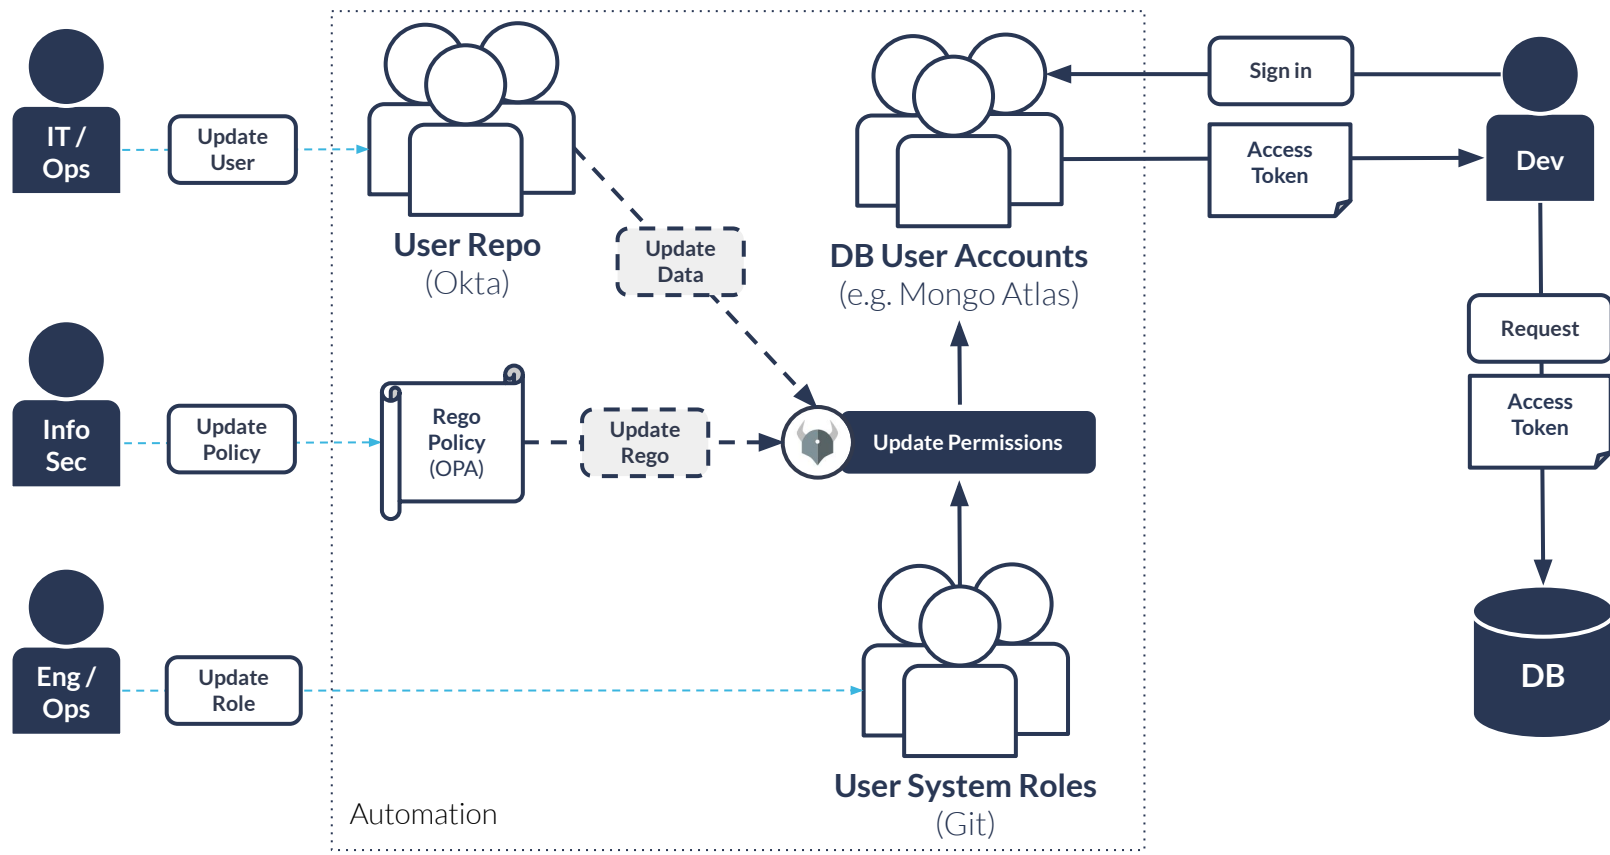 IT /
Ops
Update
User
User Repo
(Okta)
Update
Data
DB User Accounts
(e.g. Mongo Atlas)
Sign in
Access
Token
Dev
Request
Access
Token
DB
Info
Sec
Update
Policy
Rego
Policy
(OPA)
Update
Rego
Update Permissions
Eng /
Ops
Update
Role
User System Roles
(Git)
Automation